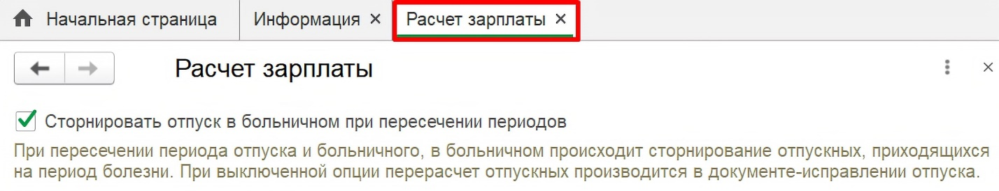 Начальная страница Информация × Расчет зарплаты ×
Расчет зарплаты
Сторнировать отпуск в больничном при пересечении периодов
При пересечении периода отпуска и больничного, в больничном происходит сторнирование отпускных, приходящихся
на период болезни. При выключенной опции перерасчет отпускных производится в документе-исправлении отпуска.